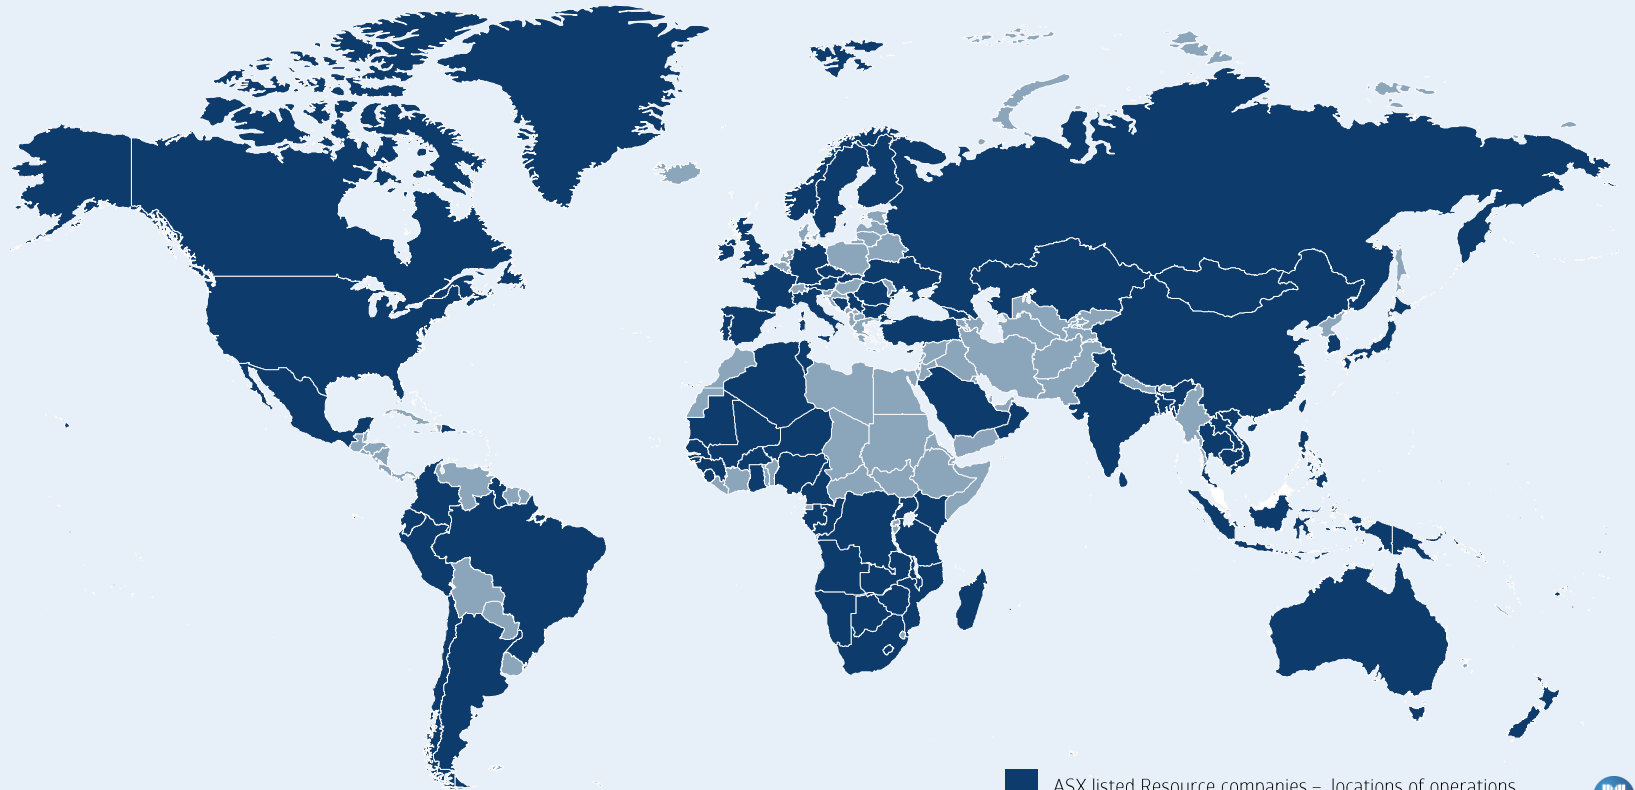 ASX listed Resource companies – locations of operations